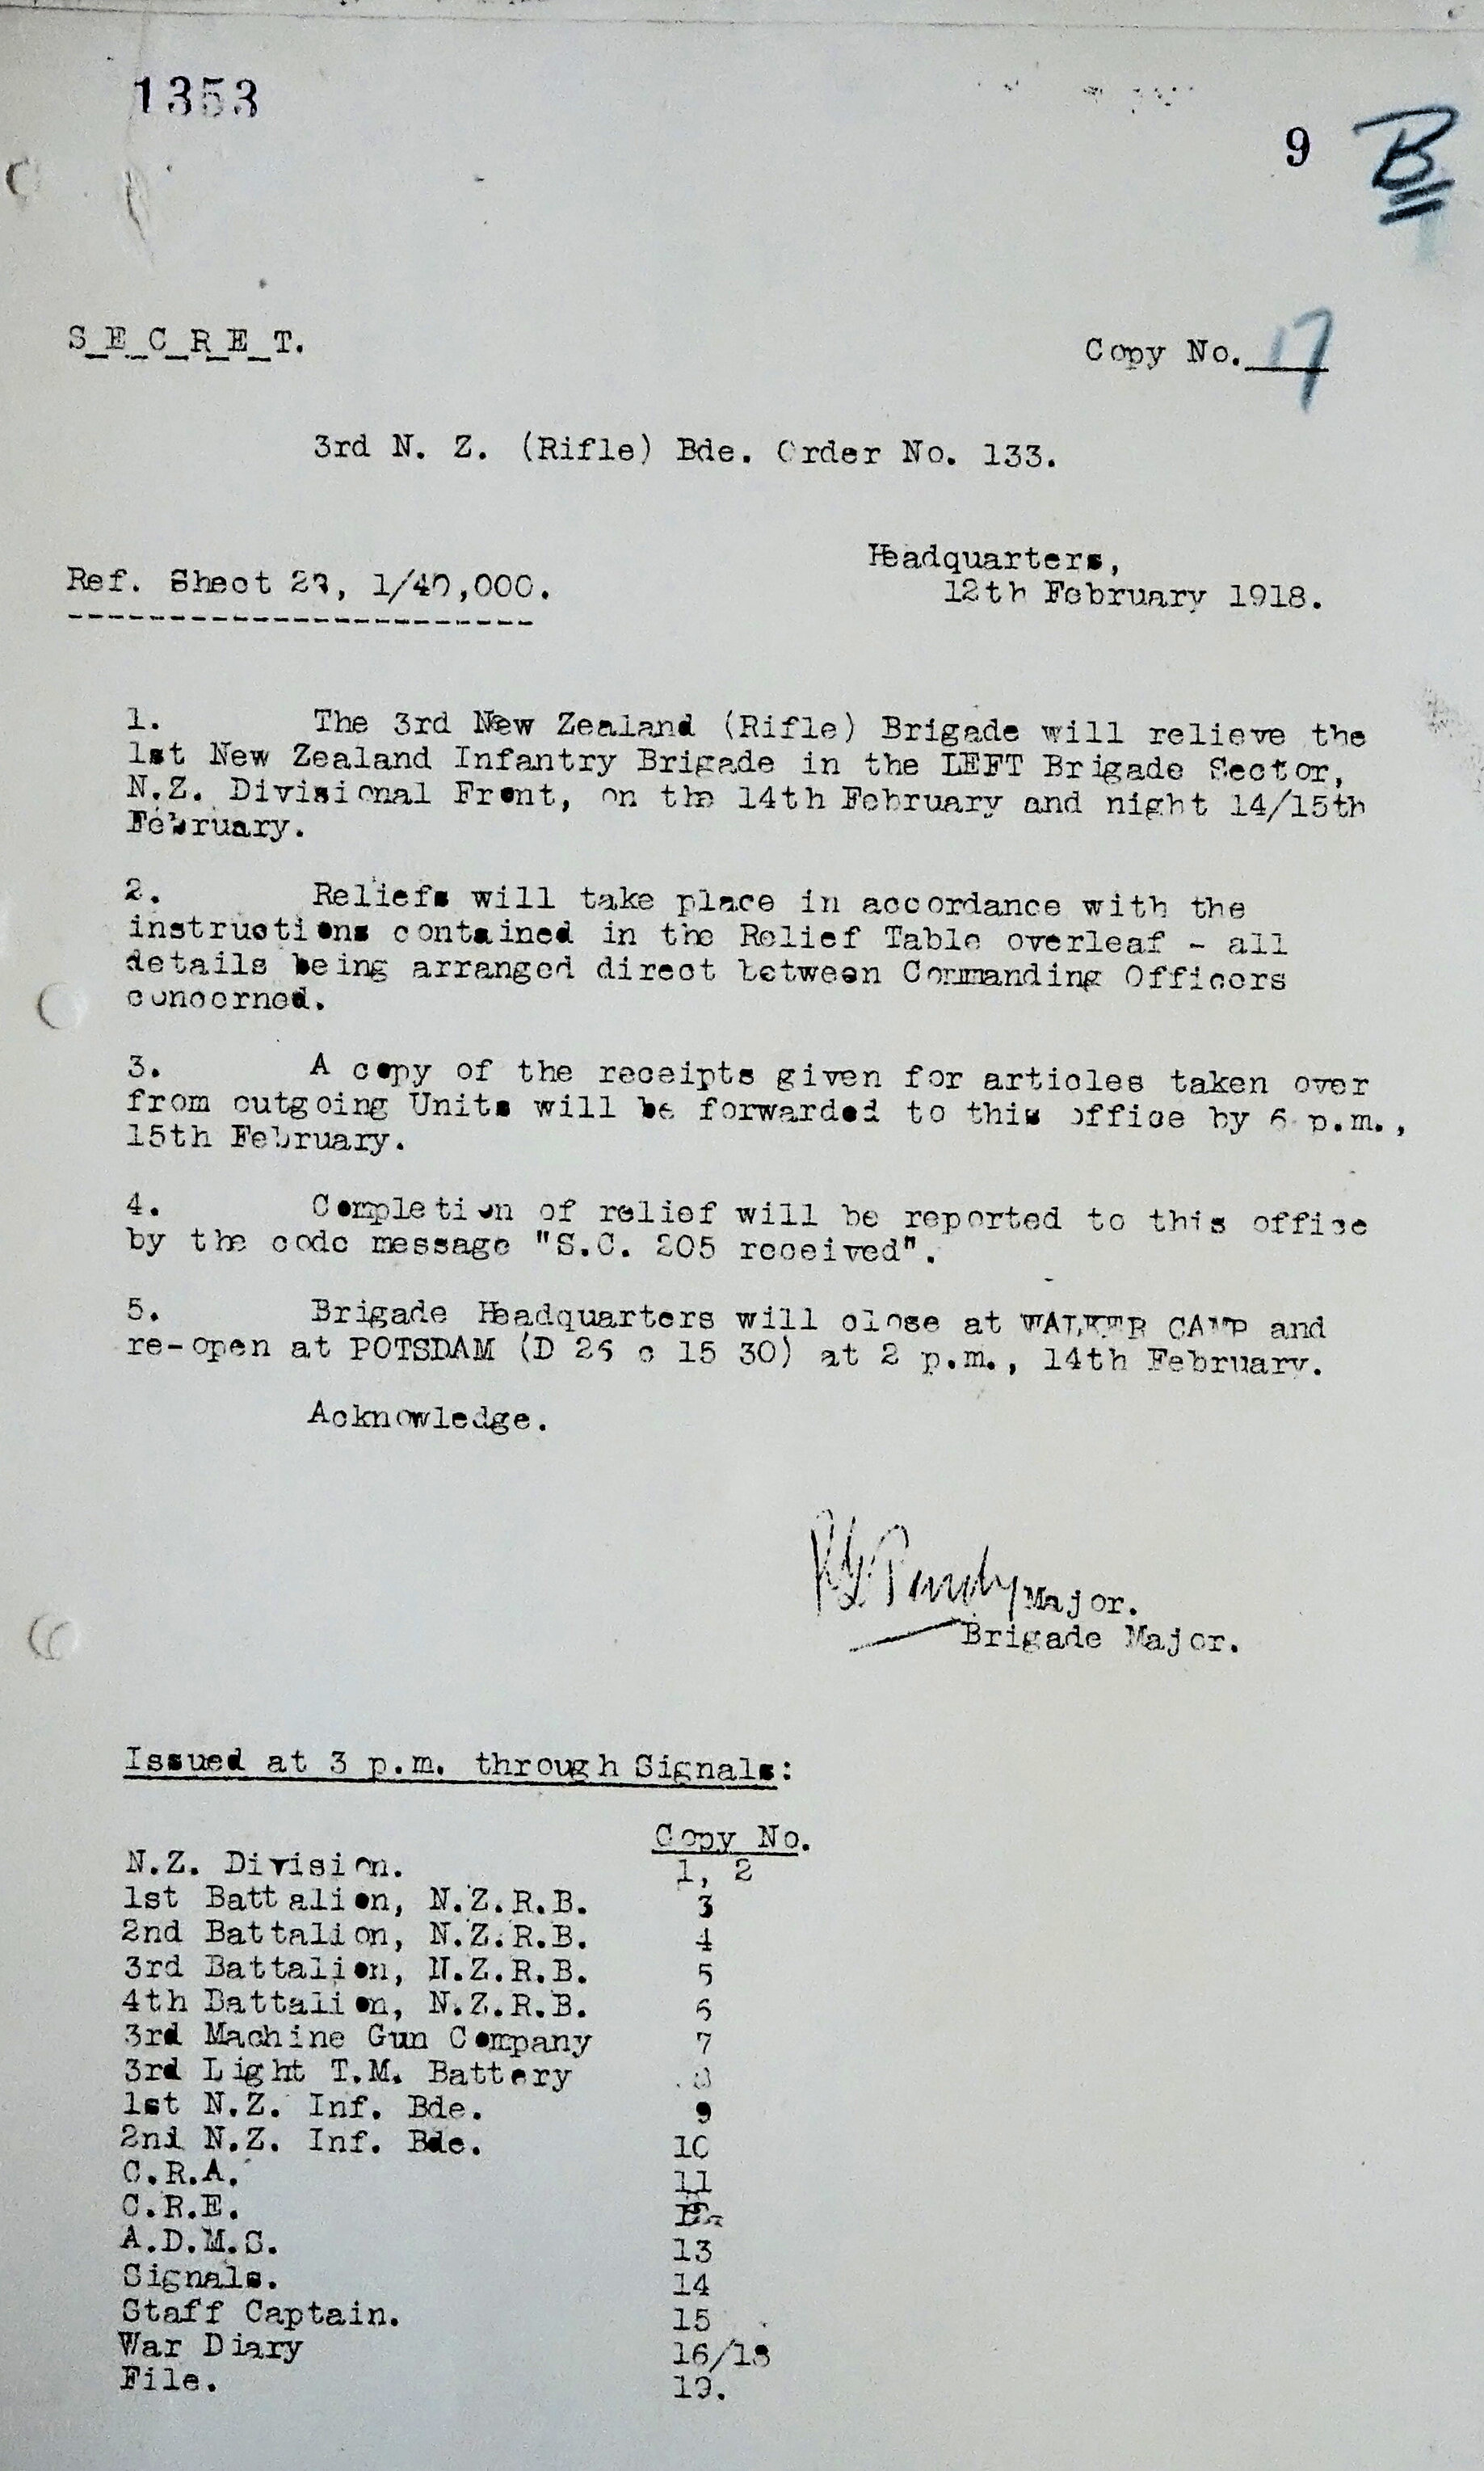 1353
9 B
S_E_C_R_E_T.
Copy No. 17
3rd N. Z. (Rifle) Bde. Order No. 133.
Headquarters,
12th February 1918.
Ref. Sheet 28, 1/40,000.
1. The 3rd New Zealand (Rifle) Brigade will relieve the
1st New Zealand Infantry Brigade in the LEFT Brigade Sector,
N.Z. Divisional Front, on the 14th February and night 14/15th
February.
2. Reliefs will take place in accordance with the
instructions contained in the Relief Table overleaf - all
details being arranged direct between Commanding Officers
concerned.
3. A copy of the receipts given for articles taken over
from outgoing Units will be forwarded to this office by 6 p.m.,
15th February.
4. Completion of relief will be reported to this office
by the code message "S.C. 205 received".
5. Brigade Headquarters will close at WALKER CAMP and
re-open at POTSDAM (D 26 c 15 30) at 2 p.m., 14th February.
Acknowledge.
Major.
Brigade Major.
Issued at 3 p.m. through Signals:
Copy No.
N.Z. Division. 1, 2
1st Battalion, N.Z.R.B. 3
2nd Battalion, N.Z.R.B. 4
3rd Battalion, N.Z.R.B. 5
4th Battalion, N.Z.R.B. 6
3rd Machine Gun Company 7
3rd Light T.M. Battery 8
1st N.Z. Inf. Bde. 9
2nd N.Z. Inf. Bde. 10
C.R.A. 11
C.R.E.
A.D.M.S. 13
Signals. 14
Staff Captain. 15
War Diary 16/18
File. 19.